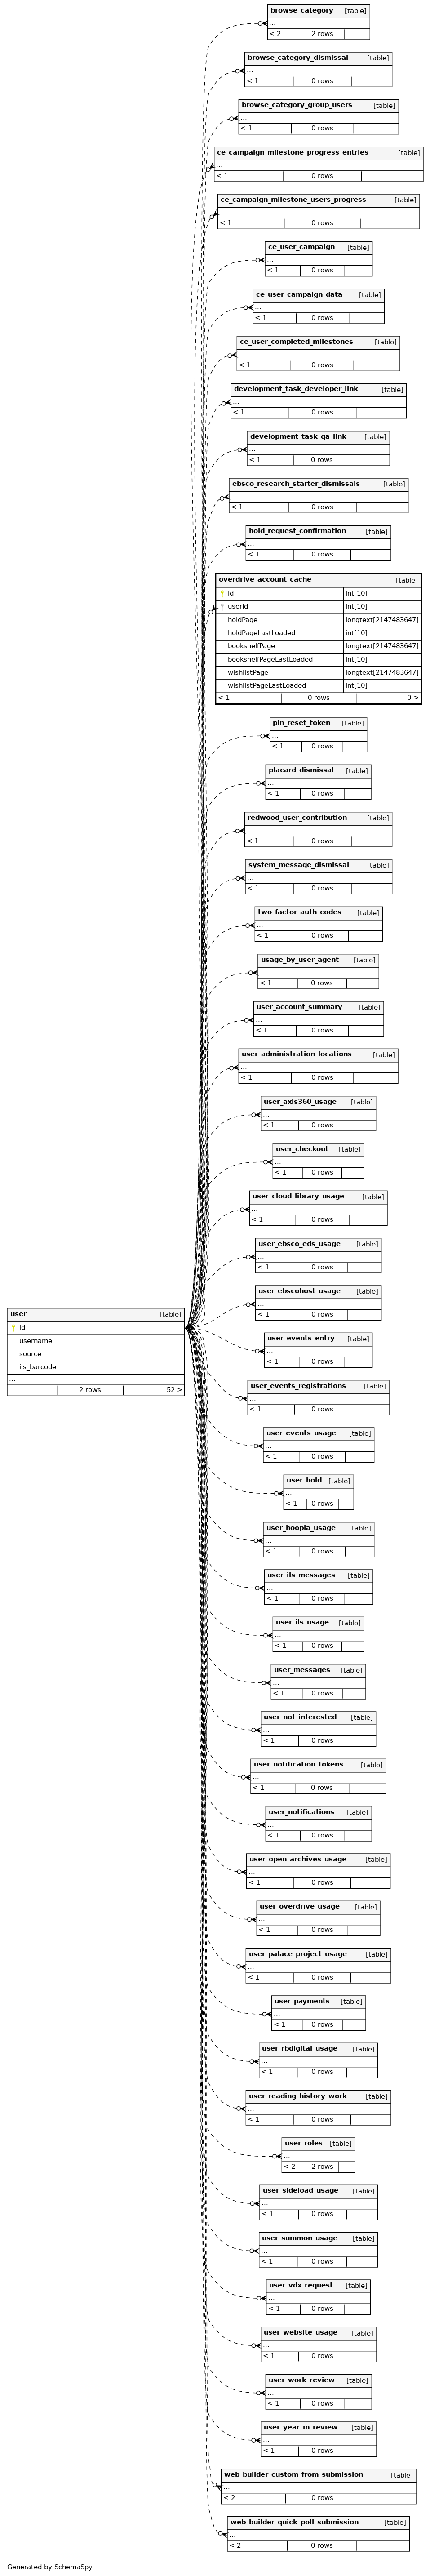 browse_category [table]
...
< 2 2 rows
browse_category_dismissal [table]
...
< 1 0 rows
browse_category_group_users [table]
...
< 1 0 rows
ce_campaign_milestone_progress_entries [table]
...
< 1 0 rows
ce_campaign_milestone_users_progress [table]
...
< 1 0 rows
ce_user_campaign [table]
...
< 1 0 rows
ce_user_campaign_data [table]
...
< 1 0 rows
ce_user_completed_milestones [table]
...
< 1 0 rows
development_task_developer_link [table]
...
< 1 0 rows
development_task_qa_link [table]
...
< 1 0 rows
ebsco_research_starter_dismissals [table]
...
< 1 0 rows
hold_request_confirmation [table]
...
< 1 0 rows
overdrive_account_cache [table]
id int[10]
userId int[10]
holdPage longtext[2147483647]
holdPageLastLoaded int[10]
bookshelfPage longtext[2147483647]
bookshelfPageLastLoaded int[10]
wishlistPage longtext[2147483647]
wishlistPageLastLoaded int[10]
< 1 0 rows 0 >
pin_reset_token [table]
...
< 1 0 rows
placard_dismissal [table]
...
< 1 0 rows
redwood_user_contribution [table]
...
< 1 0 rows
system_message_dismissal [table]
...
< 1 0 rows
two_factor_auth_codes [table]
...
< 1 0 rows
usage_by_user_agent [table]
...
< 1 0 rows
user_account_summary [table]
...
< 1 0 rows
user_administration_locations [table]
...
< 1 0 rows
user_axis360_usage [table]
...
< 1 0 rows
user_checkout [table]
...
< 1 0 rows
user_cloud_library_usage [table]
...
< 1 0 rows
user_ebsco_eds_usage [table]
...
< 1 0 rows
user_ebscohost_usage [table]
...
< 1 0 rows
user [table]
id
username
source
ils_barcode
...
2 rows 52 >
user_events_entry [table]
...
< 1 0 rows
user_events_registrations [table]
...
< 1 0 rows
user_events_usage [table]
...
< 1 0 rows
user_hold [table]
...
< 1 0 rows
user_hoopla_usage [table]
...
< 1 0 rows
user_ils_messages [table]
...
< 1 0 rows
user_ils_usage [table]
...
< 1 0 rows
user_messages [table]
...
< 1 0 rows
user_not_interested [table]
...
< 1 0 rows
user_notification_tokens [table]
...
< 1 0 rows
user_notifications [table]
...
< 1 0 rows
user_open_archives_usage [table]
...
< 1 0 rows
user_overdrive_usage [table]
...
< 1 0 rows
user_palace_project_usage [table]
...
< 1 0 rows
user_payments [table]
...
< 1 0 rows
user_rbdigital_usage [table]
...
< 1 0 rows
user_reading_history_work [table]
...
< 1 0 rows
user_roles [table]
...
< 2 2 rows
user_sideload_usage [table]
...
< 1 0 rows
user_summon_usage [table]
...
< 1 0 rows
user_vdx_request [table]
...
< 1 0 rows
user_website_usage [table]
...
< 1 0 rows
user_work_review [table]
...
< 1 0 rows
user_year_in_review [table]
...
< 1 0 rows
web_builder_custom_from_submission [table]
...
< 2 0 rows
web_builder_quick_poll_submission [table]
...
< 2 0 rows
Generated by SchemaSpy